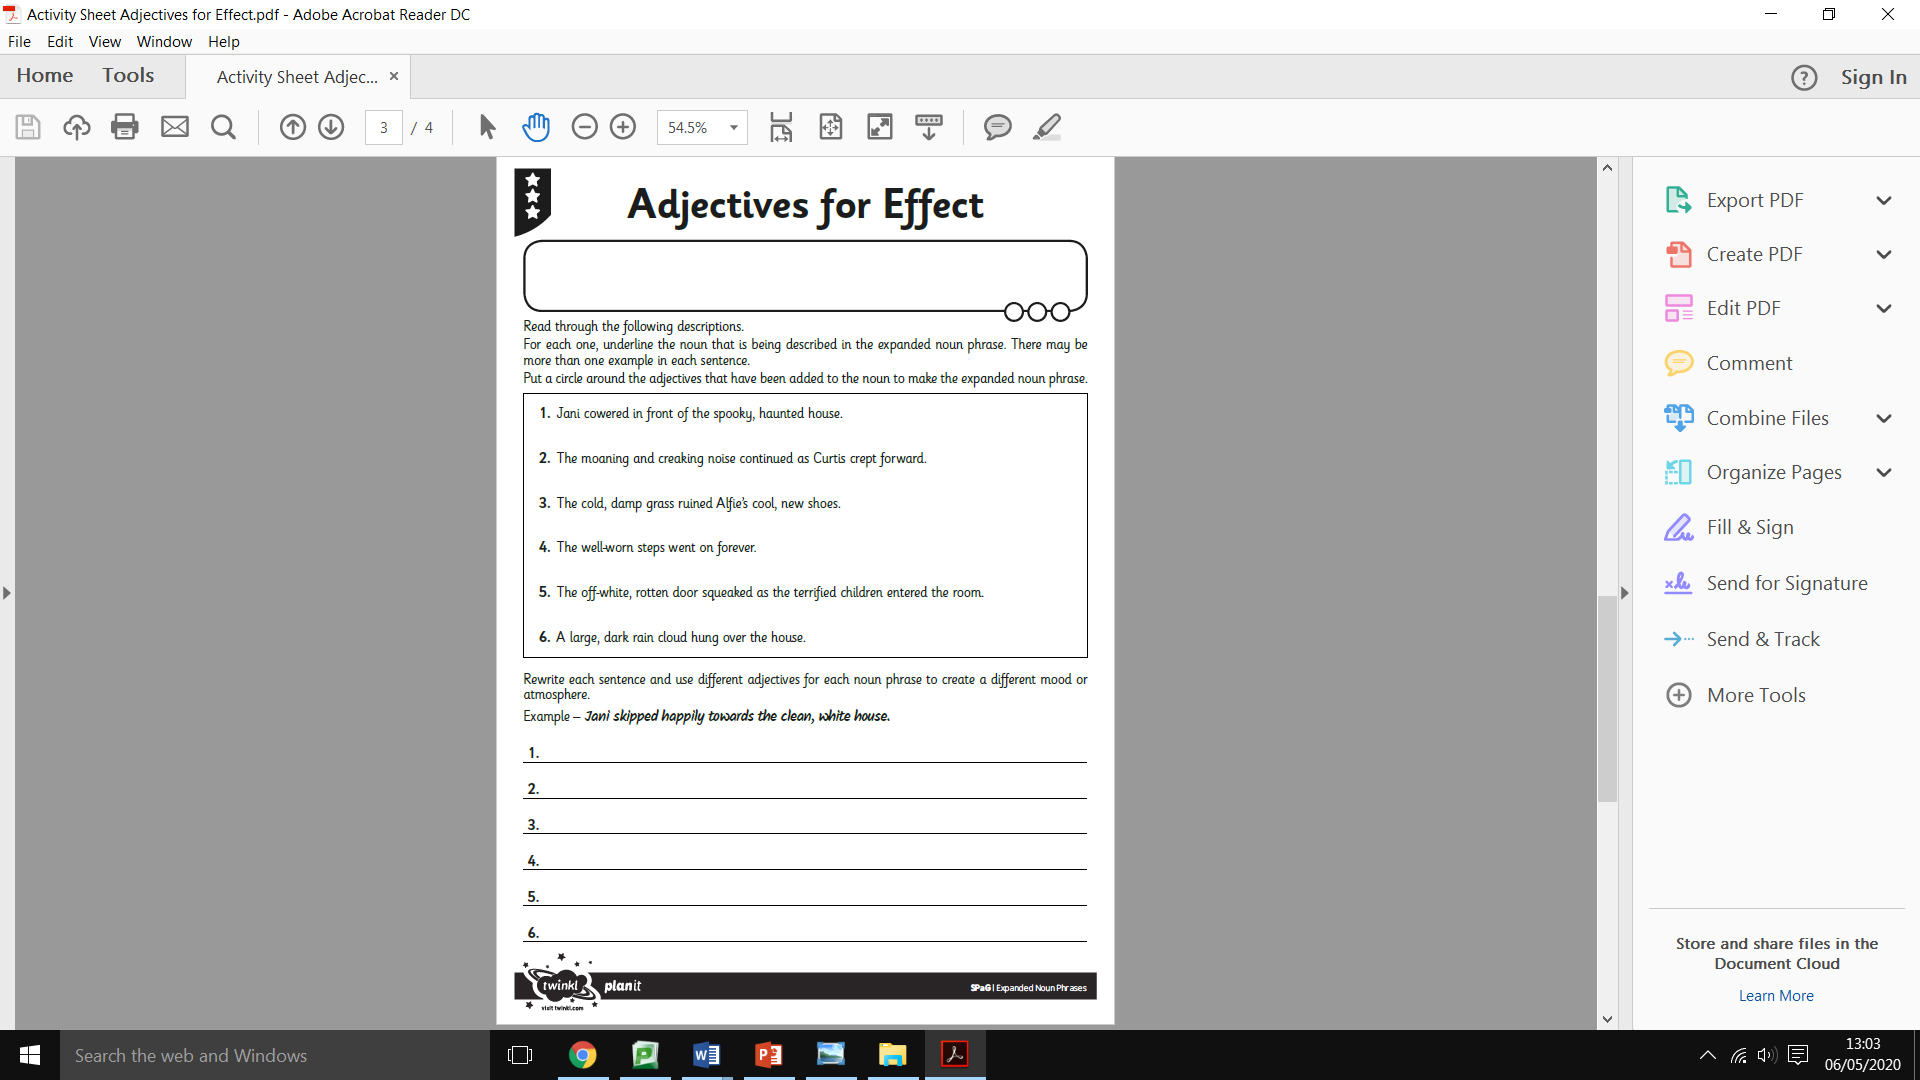 Activity Sheet Adjectives for Effect.pdf - Adobe Acrobat Reader DC
File Edit View Window Help
Home Tools Activity Sheet Adjec... × ? Sign In
3 / 4 54.5%
Adjectives for Effect
Read through the following descriptions.
For each one, underline the noun that is being described in the expanded noun phrase. There may be
more than one example in each sentence.
Put a circle around the adjectives that have been added to the noun to make the expanded noun phrase.
1. Jani cowered in front of the spooky, haunted house.
2. The moaning and creaking noise continued as Curtis crept forward.
3. The cold, damp grass ruined Alfie's cool, new shoes.
4. The well-worn steps went on forever.
5. The off-white, rotten door squeaked as the terrified children entered the room.
6. A large, dark rain cloud hung over the house.
Rewrite each sentence and use different adjectives for each noun phrase to create a different mood or
atmosphere.
Example – Jani skipped happily towards the clean, white house.
1.
2.
3.
4.
5.
6.
twinkl planit
visit twinkl.com
SPaG | Expanded Noun Phrases
Export PDF
Create PDF
Edit PDF
Comment
Combine Files
Organize Pages
Fill & Sign
Send for Signature
Send & Track
More Tools
Store and share files in the
Document Cloud
Learn More
Search the web and Windows
13:03
06/05/2020